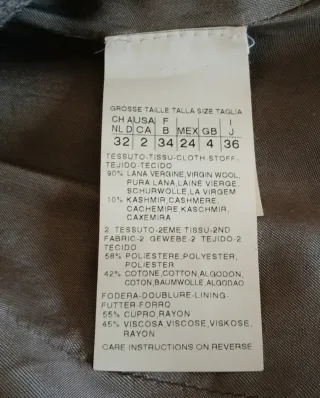 GROSSE TAILLE TALLA SIZE TAGLIA
CH A USA F I
NL D CA B MEX GB J
32 2 34 24 4 36
TESSUTO-TISSU-CLOTH-STOFF-
TEJIDO-TECIDO
90% LANA VERGINE,VIRGIN WOOL,
PURA LANA,LAINE VIERGE,
SCHURWOLLE,LA VIRGEM
10% KASHMIR,CASHMERE,
CACHEMIRE,KASCHMIR,
CAXEMIRA
2 TESSUTO-2EME TISSU-2ND
FABRIC-2 GEWEBE-2 TEJIDO-2
TECIDO
58% POLIESTERE,POLYESTER,
POLIESTER
42% COTONE,COTTON,ALGODON,
COTON,BAUMWOLLE,ALGODAO
FODERA-DOUBLURE-LINING-
FUTTER-FORRO
55% CUPRO,RAYON
45% VISCOSA,VISCOSE,VISKOSE,
RAYON
CARE INSTRUCTIONS ON REVERSE